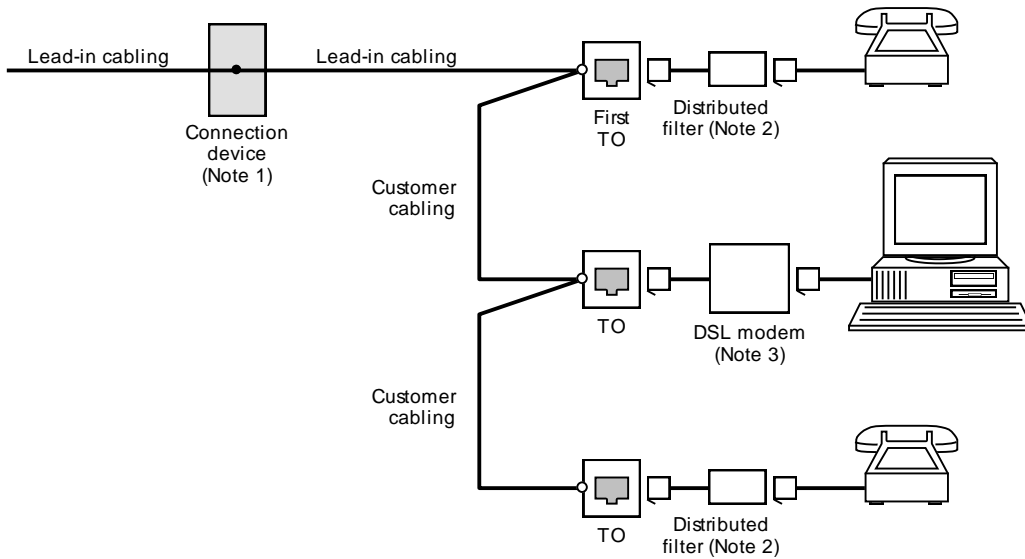 Lead-in cabling
Lead-in cabling
Connection
device
(Note 1)
First
TO
Distributed
filter (Note 2)
Customer
cabling
TO
DSL modem
(Note 3)
Customer
cabling
TO
Distributed
filter (Note 2)